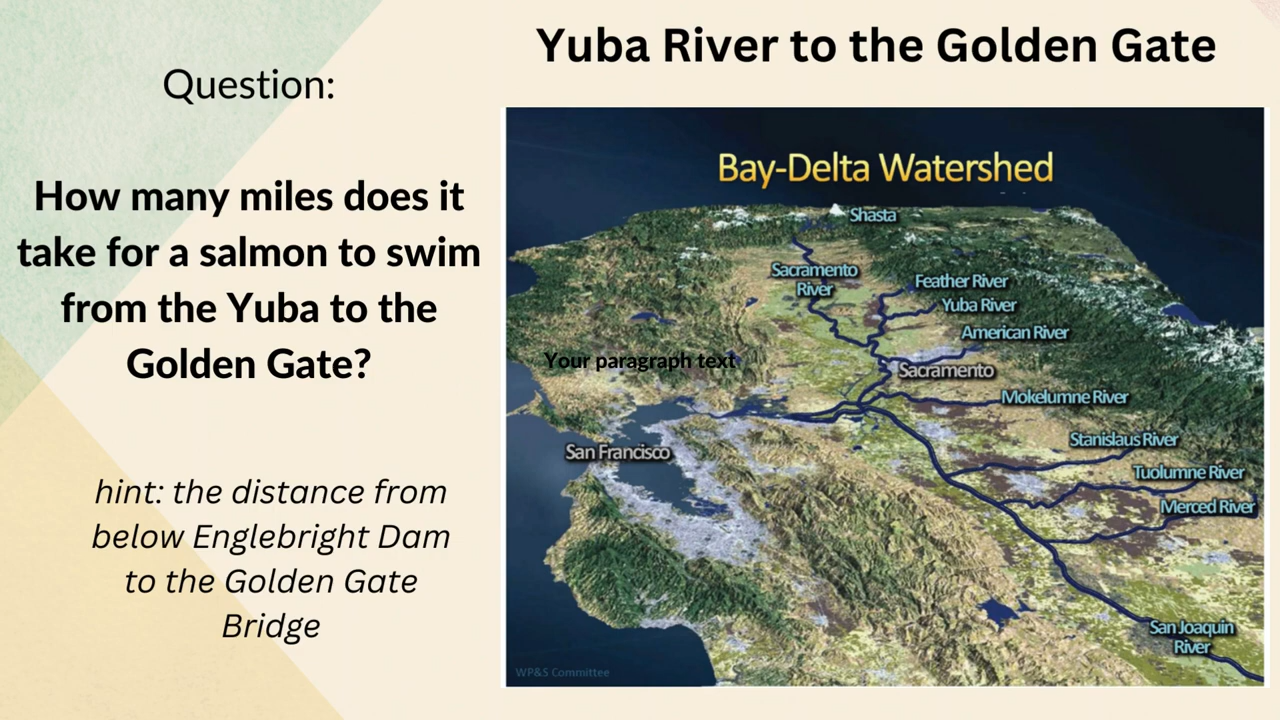 Yuba River to the Golden Gate
Question:
How many miles does it
take for a salmon to swim
from the Yuba to the
Golden Gate?
hint: the distance from
below Englebright Dam
to the Golden Gate
Bridge
Bay-Delta Watershed
Shasta
Sacramento
River
Feather River
Yuba River
American River
Your paragraph text
Sacramento
Mokelumne River
San Francisco
Stanislaus River
Tuolumne River
Merced River
San Joaquin
River
WP&S Committee